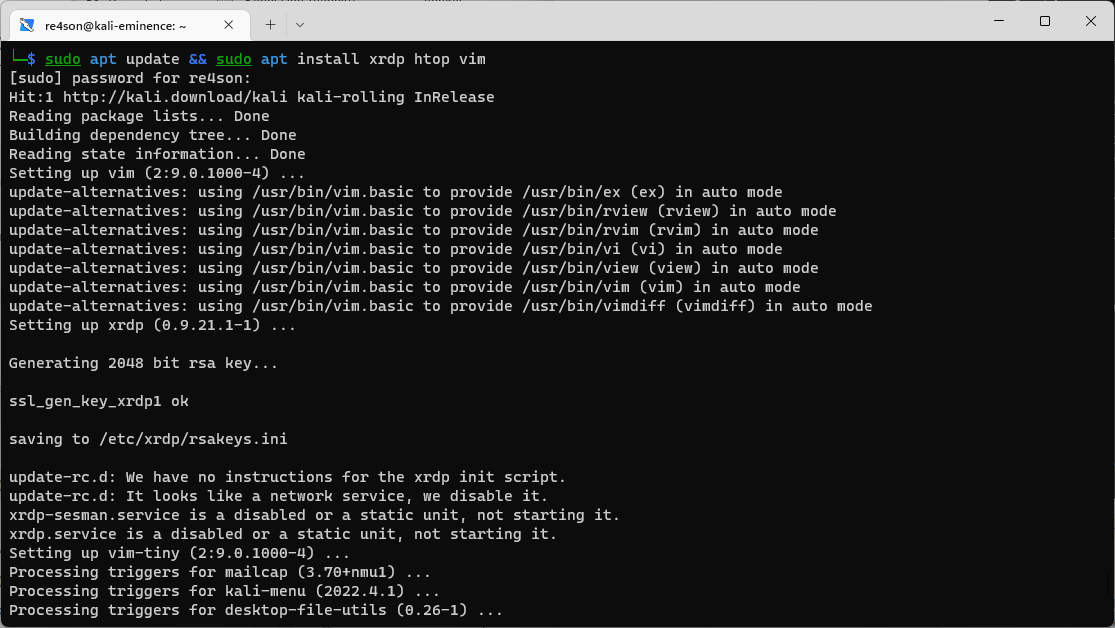 re4son@kali-eminence: ~
└─$ sudo apt update && sudo apt install xrdp htop vim
[sudo] password for re4son:
Hit:1 http://kali.download/kali kali-rolling InRelease
Reading package lists... Done
Building dependency tree... Done
Reading state information... Done
Setting up vim (2:9.0.1000-4) ...
update-alternatives: using /usr/bin/vim.basic to provide /usr/bin/ex (ex) in auto mode
update-alternatives: using /usr/bin/vim.basic to provide /usr/bin/rview (rview) in auto mode
update-alternatives: using /usr/bin/vim.basic to provide /usr/bin/rvim (rvim) in auto mode
update-alternatives: using /usr/bin/vim.basic to provide /usr/bin/vi (vi) in auto mode
update-alternatives: using /usr/bin/vim.basic to provide /usr/bin/view (view) in auto mode
update-alternatives: using /usr/bin/vim.basic to provide /usr/bin/vim (vim) in auto mode
update-alternatives: using /usr/bin/vim.basic to provide /usr/bin/vimdiff (vimdiff) in auto mode
Setting up xrdp (0.9.21.1-1) ...
Generating 2048 bit rsa key...
ssl_gen_key_xrdp1 ok
saving to /etc/xrdp/rsakeys.ini
update-rc.d: We have no instructions for the xrdp init script.
update-rc.d: It looks like a network service, we disable it.
xrdp-sesman.service is a disabled or a static unit, not starting it.
xrdp.service is a disabled or a static unit, not starting it.
Setting up vim-tiny (2:9.0.1000-4) ...
Processing triggers for mailcap (3.70+nmu1) ...
Processing triggers for kali-menu (2022.4.1) ...
Processing triggers for desktop-file-utils (0.26-1) ...